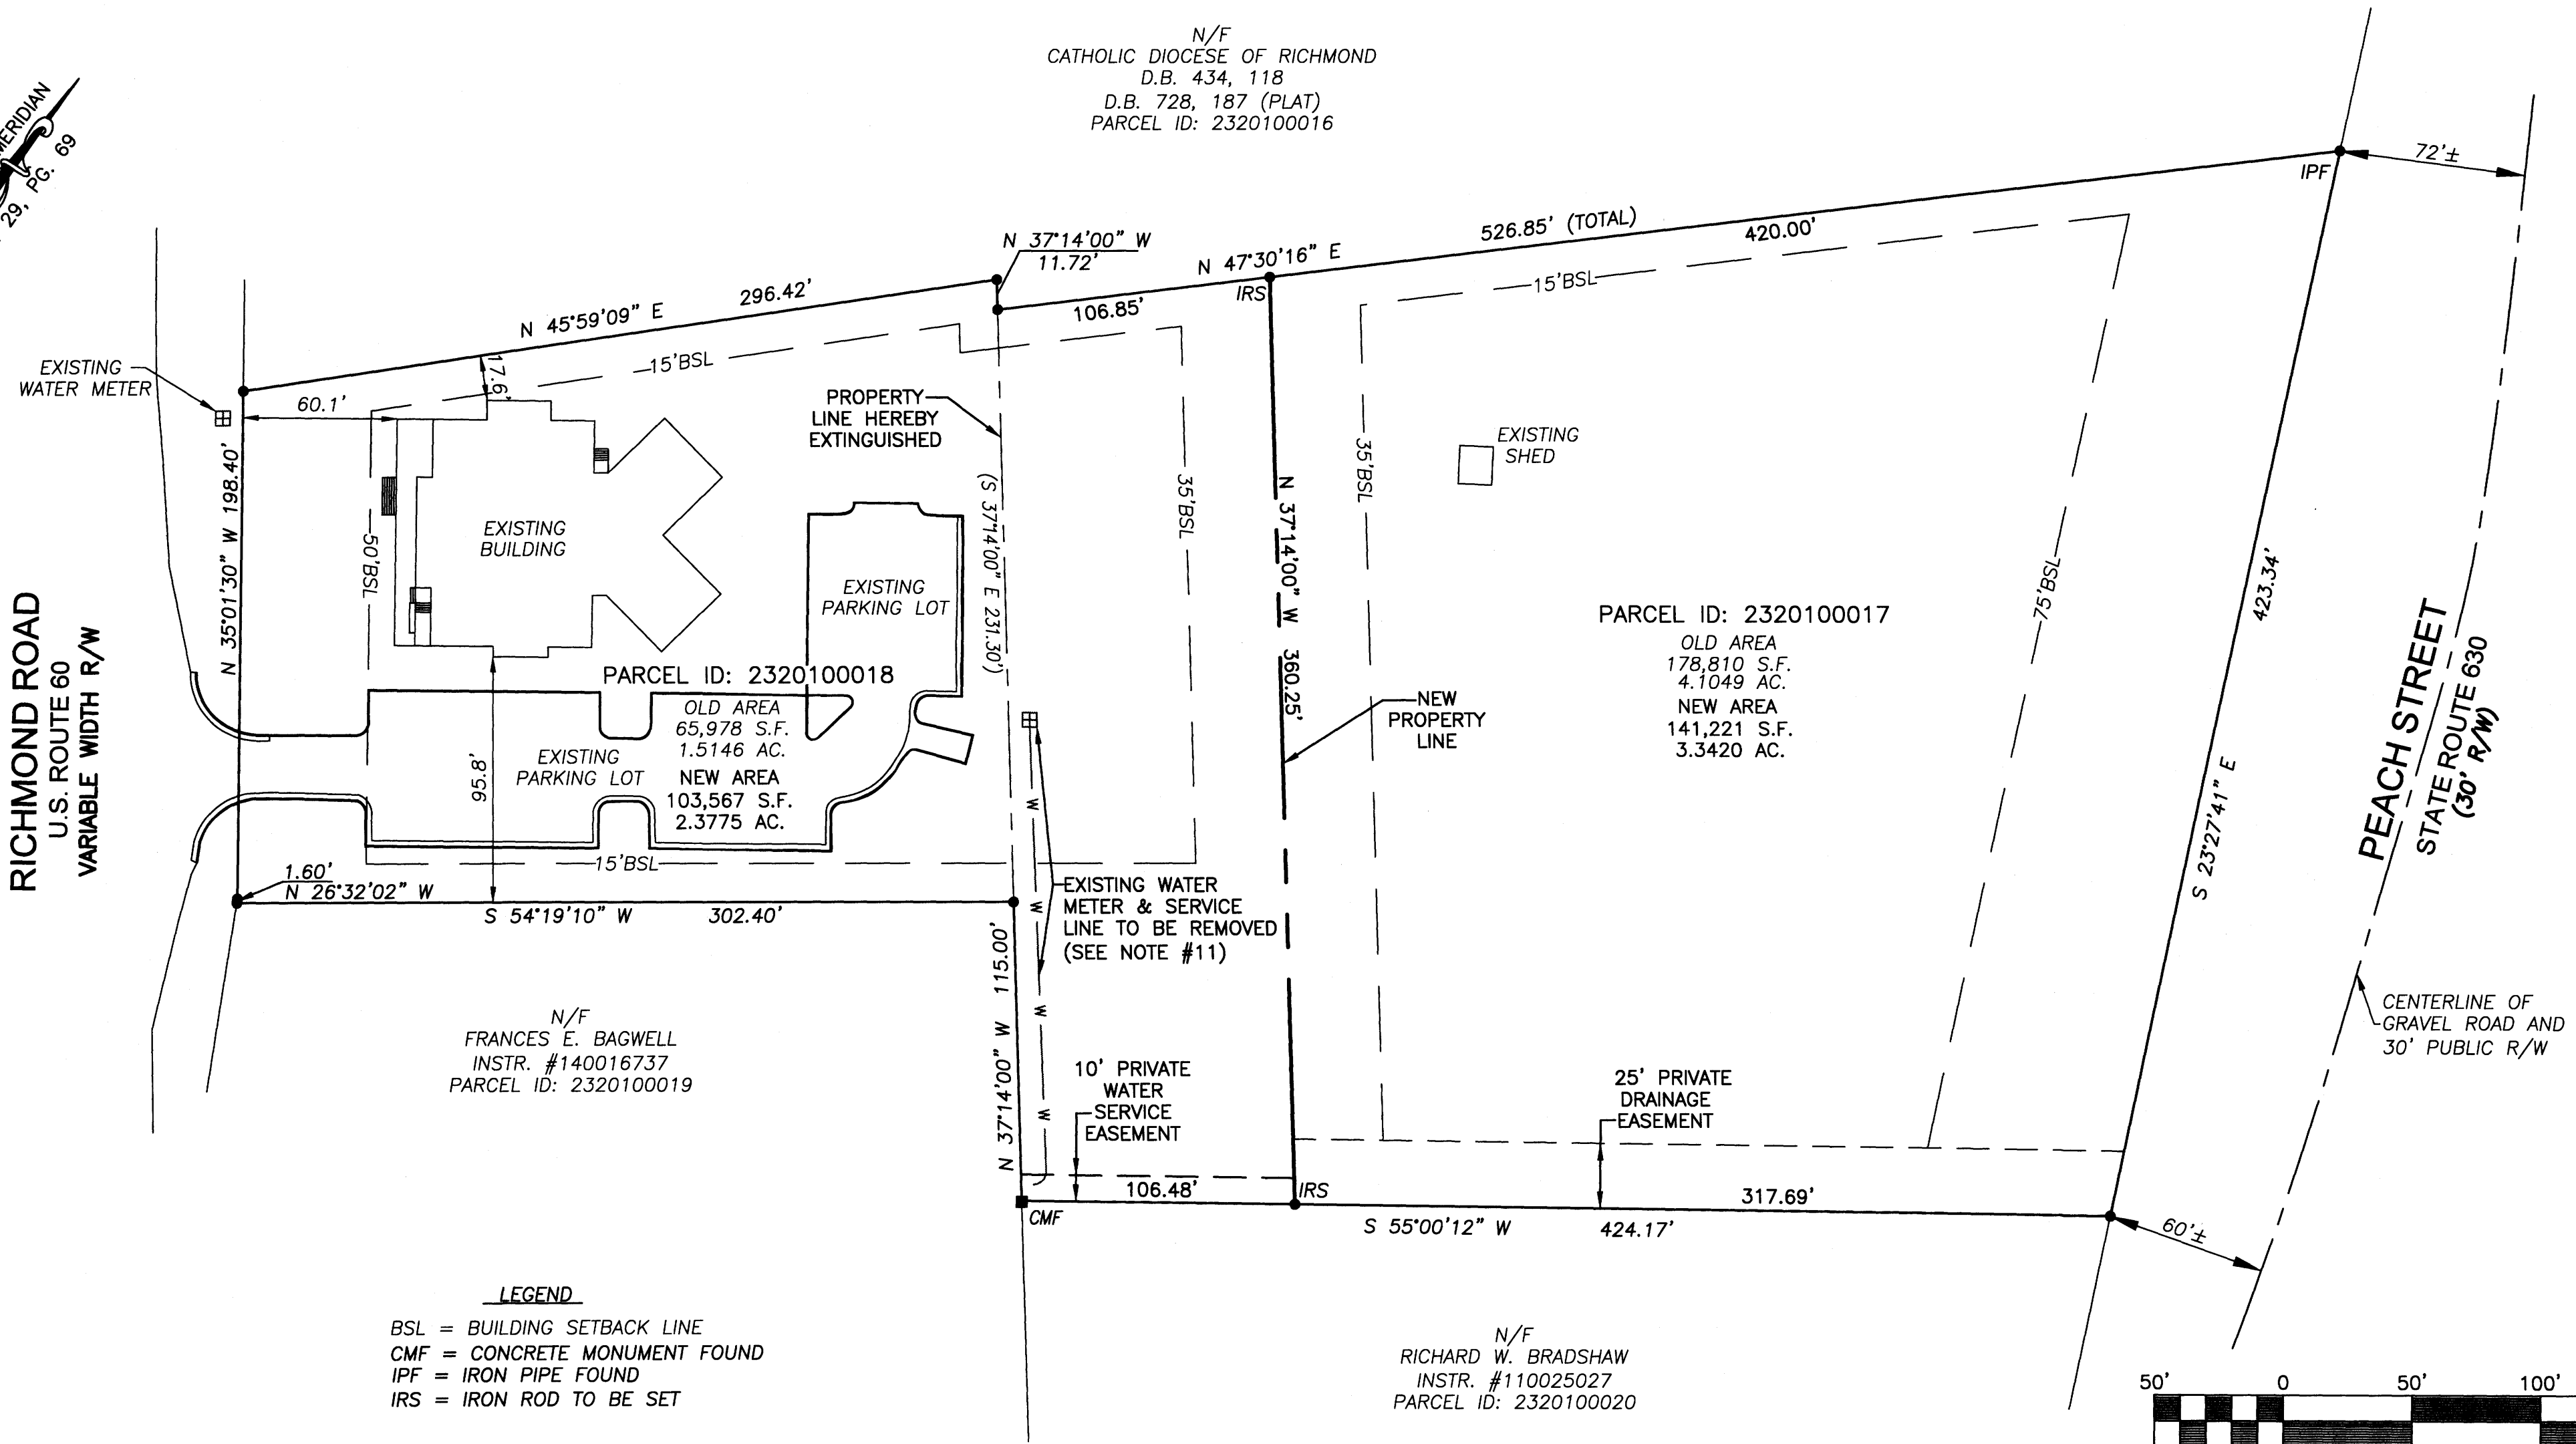 N/F
CATHOLIC DIOCESE OF RICHMOND
D.B. 434, 118
D.B. 728, 187 (PLAT)
PARCEL ID: 2320100016
MERIDIAN
29, PG. 69
72'±
IPF
526.85' (TOTAL)
420.00'
N 37°14'00" W
11.72'
N 47°30'16" E
IRS
106.85'
296.42'
N 45°59'09" E
15'BSL
15'BSL
EXISTING
WATER METER
17.6'
60.1'
PROPERTY
LINE HEREBY
EXTINGUISHED
EXISTING
SHED
N 35°01'30" W 198.40'
50'BSL
EXISTING
BUILDING
EXISTING
PARKING LOT
(S 37°14'00" E 231.30')
35'BSL
N 37°14'00" W 360.25'
35'BSL
75'BSL
423.34'
S 23°27'41" E
RICHMOND ROAD
U.S. ROUTE 60
VARIABLE WIDTH R/W
PARCEL ID: 2320100018
OLD AREA
65,978 S.F.
1.5146 AC.
NEW AREA
103,567 S.F.
2.3775 AC.
EXISTING
PARKING LOT
95.8'
15'BSL
PARCEL ID: 2320100017
OLD AREA
178,810 S.F.
4.1049 AC.
NEW AREA
141,221 S.F.
3.3420 AC.
NEW
PROPERTY
LINE
PEACH STREET
STATE ROUTE 630
(30' R/W)
1.60'
N 26°32'02" W
S 54°19'10" W 302.40'
W
W
W
W
EXISTING WATER
METER & SERVICE
LINE TO BE REMOVED
(SEE NOTE #11)
N 37°14'00" W 115.00'
CENTERLINE OF
GRAVEL ROAD AND
30' PUBLIC R/W
N/F
FRANCES E. BAGWELL
INSTR. #140016737
PARCEL ID: 2320100019
10' PRIVATE
WATER
SERVICE
EASEMENT
25' PRIVATE
DRAINAGE
EASEMENT
106.48'
IRS
317.69'
CMF
S 55°00'12" W 424.17'
60'±
LEGEND
BSL = BUILDING SETBACK LINE
CMF = CONCRETE MONUMENT FOUND
IPF = IRON PIPE FOUND
IRS = IRON ROD TO BE SET
N/F
RICHARD W. BRADSHAW
INSTR. #110025027
PARCEL ID: 2320100020
50' 0 50' 100'